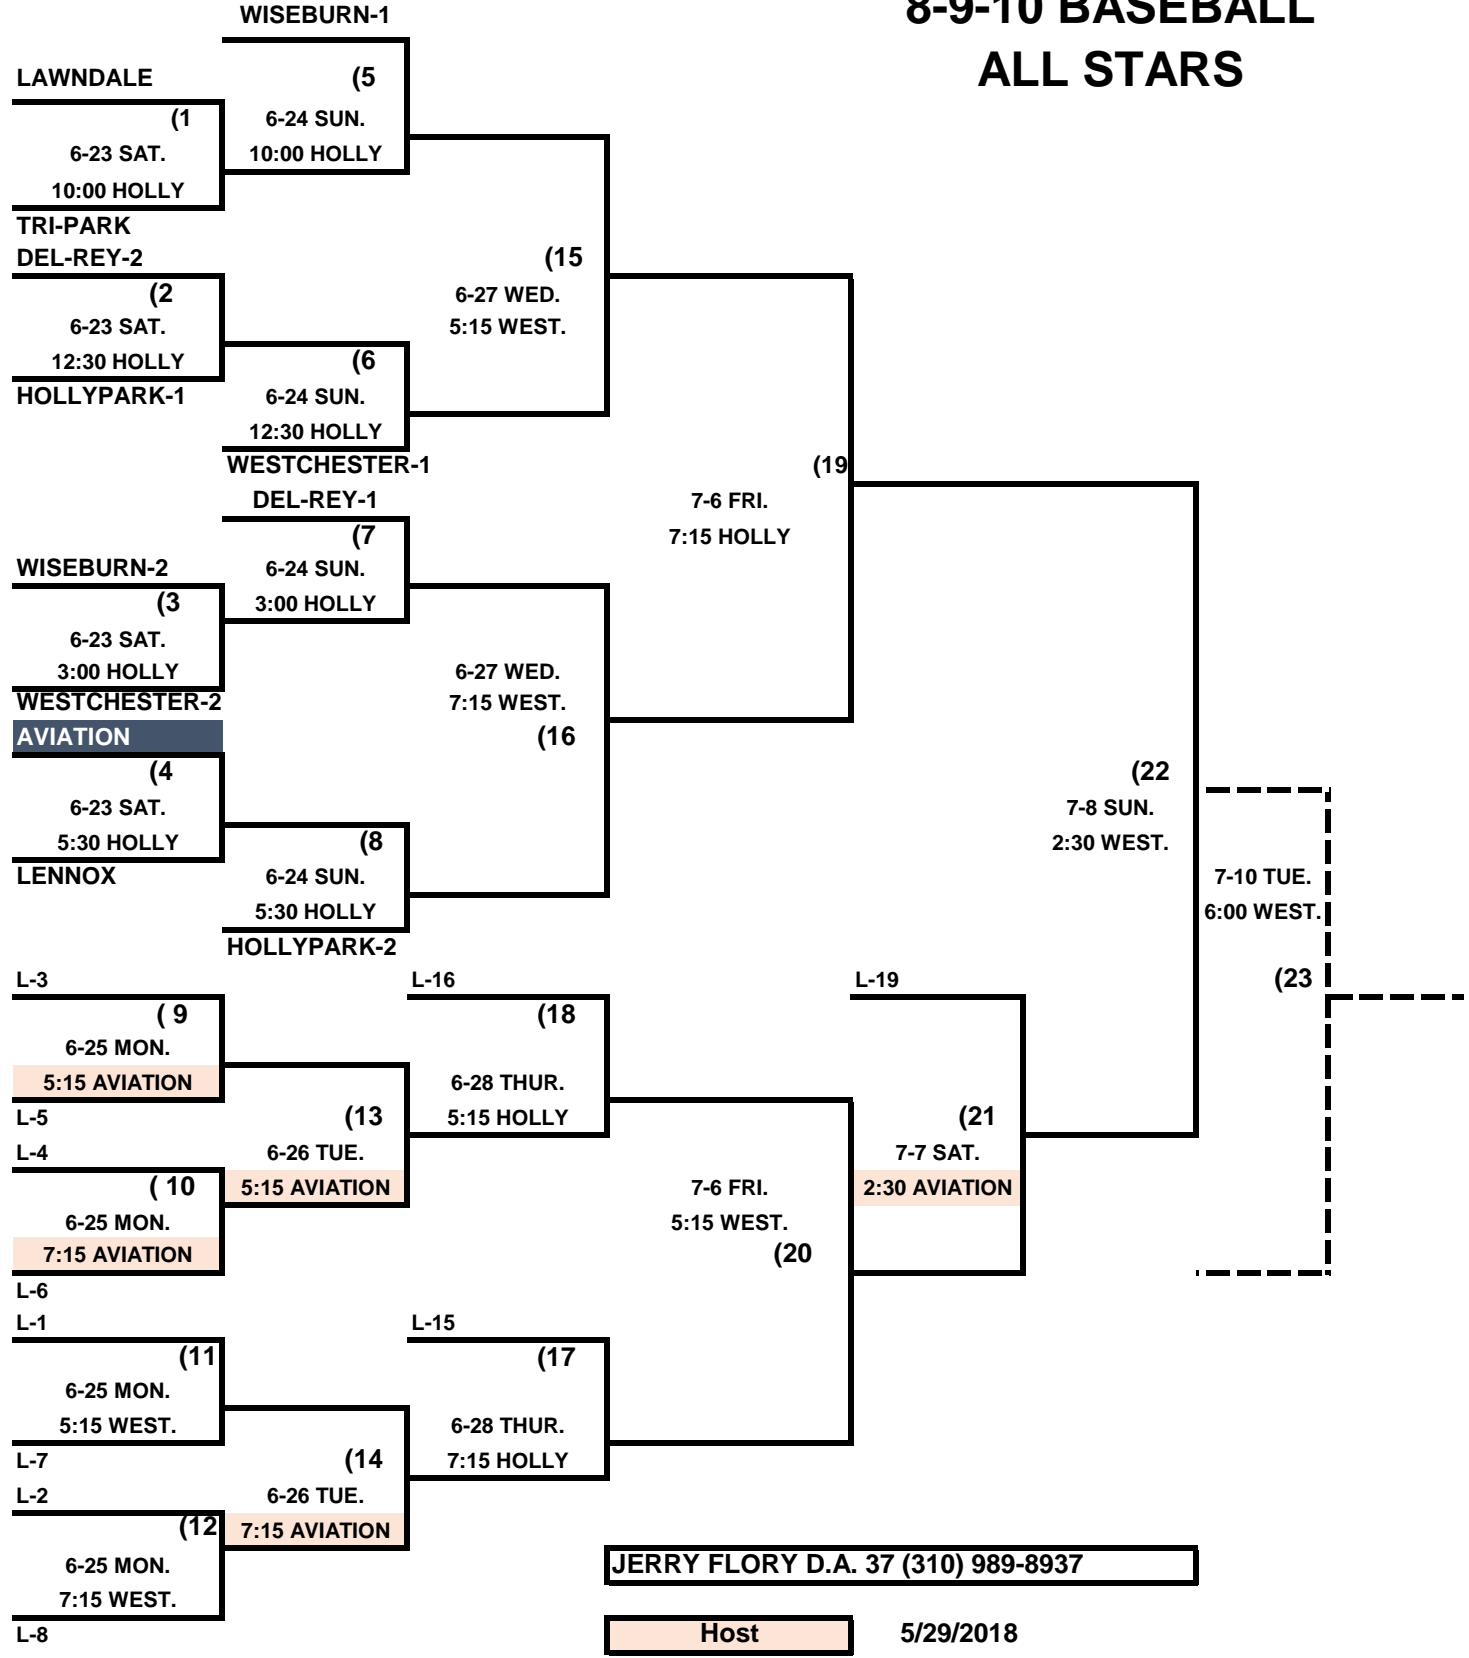 WISEBURN-1
8-9-10 BASEBALL
ALL STARS
LAWNDALE
(5
(1
6-24 SUN.
6-23 SAT.
10:00 HOLLY
10:00 HOLLY
TRI-PARK
DEL-REY-2
(15
(2
6-27 WED.
6-23 SAT.
5:15 WEST.
12:30 HOLLY
(6
HOLLYPARK-1
6-24 SUN.
12:30 HOLLY
WESTCHESTER-1
(19
DEL-REY-1
7-6 FRI.
(7
7:15 HOLLY
WISEBURN-2
6-24 SUN.
(3
3:00 HOLLY
6-23 SAT.
3:00 HOLLY
6-27 WED.
WESTCHESTER-2
7:15 WEST.
AVIATION
(16
(4
(22
6-23 SAT.
7-8 SUN.
5:30 HOLLY
(8
2:30 WEST.
LENNOX
6-24 SUN.
7-10 TUE.
5:30 HOLLY
6:00 WEST.
HOLLYPARK-2
L-3
L-16
L-19
(23
( 9
(18
6-25 MON.
5:15 AVIATION
6-28 THUR.
L-5
(13
5:15 HOLLY
(21
L-4
6-26 TUE.
7-7 SAT.
( 10
5:15 AVIATION
7-6 FRI.
2:30 AVIATION
6-25 MON.
5:15 WEST.
7:15 AVIATION
(20
L-6
L-1
L-15
(11
(17
6-25 MON.
5:15 WEST.
6-28 THUR.
L-7
(14
7:15 HOLLY
L-2
6-26 TUE.
(12
7:15 AVIATION
6-25 MON.
JERRY FLORY D.A. 37 (310) 989-8937
7:15 WEST.
L-8
Host
5/29/2018